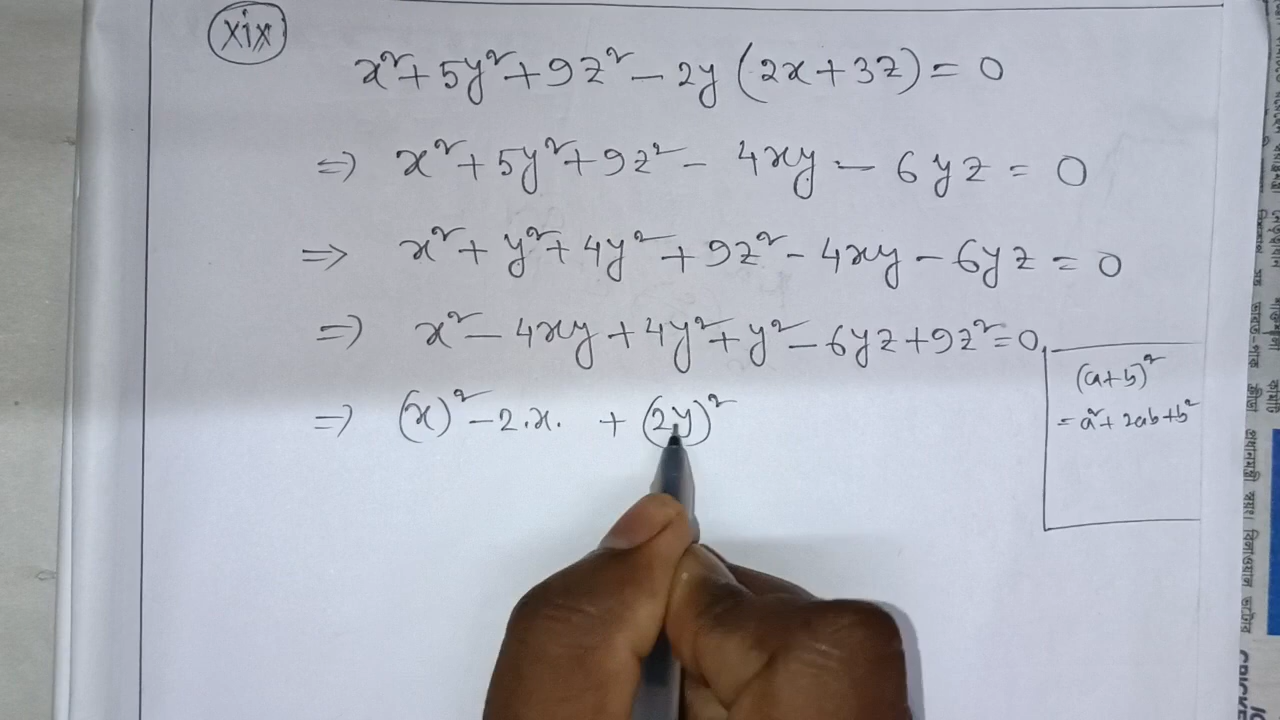 xix
x² + 5y² + 9z² - 2y (2x + 3z) = 0
⇒ x² + 5y² + 9z² - 4xy - 6yz = 0
⇒ x² + y² + 4y² + 9z² - 4xy - 6yz = 0
⇒ x² - 4xy + 4y² + y² - 6yz + 9z² = 0
⇒ (x)² - 2.x. + (2y)²
(a+b)²
= a² + 2ab + b²